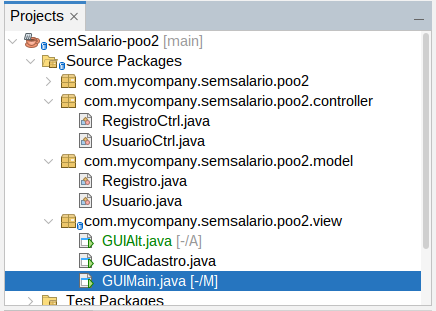 Projects
semSalario-poo2 [main]
Source Packages
com.mycompany.semsalario.poo2
com.mycompany.semsalario.poo2.controller
RegistroCtrl.java
UsuarioCtrl.java
com.mycompany.semsalario.poo2.model
Registro.java
Usuario.java
com.mycompany.semsalario.poo2.view
GUIAlt.java [-/A]
GUICadastro.java
GUIMain.java [-/M]
Test Packages